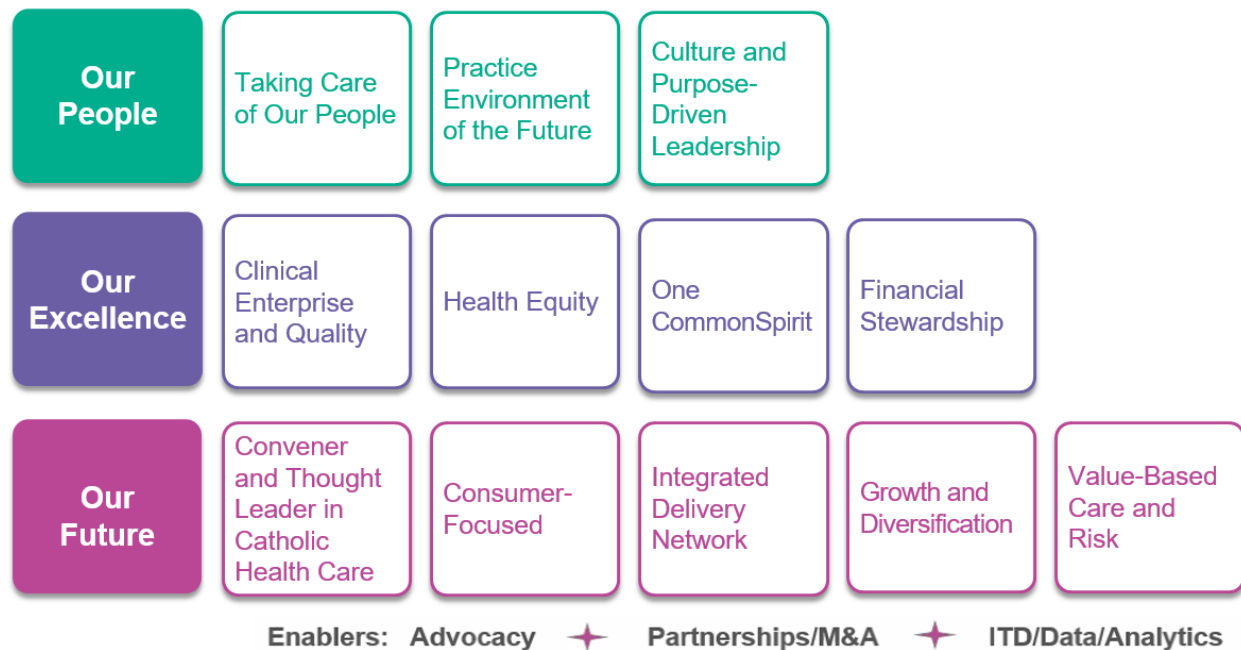 Our
People
Taking Care
of Our People
Practice
Environment
of the Future
Culture and
Purpose-
Driven
Leadership
Our
Excellence
Clinical
Enterprise
and Quality
Health Equity
One
CommonSpirit
Financial
Stewardship
Our
Future
Convener
and Thought
Leader in
Catholic
Health Care
Consumer-
Focused
Integrated
Delivery
Network
Growth and
Diversification
Value-Based
Care and
Risk
Enablers: Advocacy Partnerships/M&A ITD/Data/Analytics